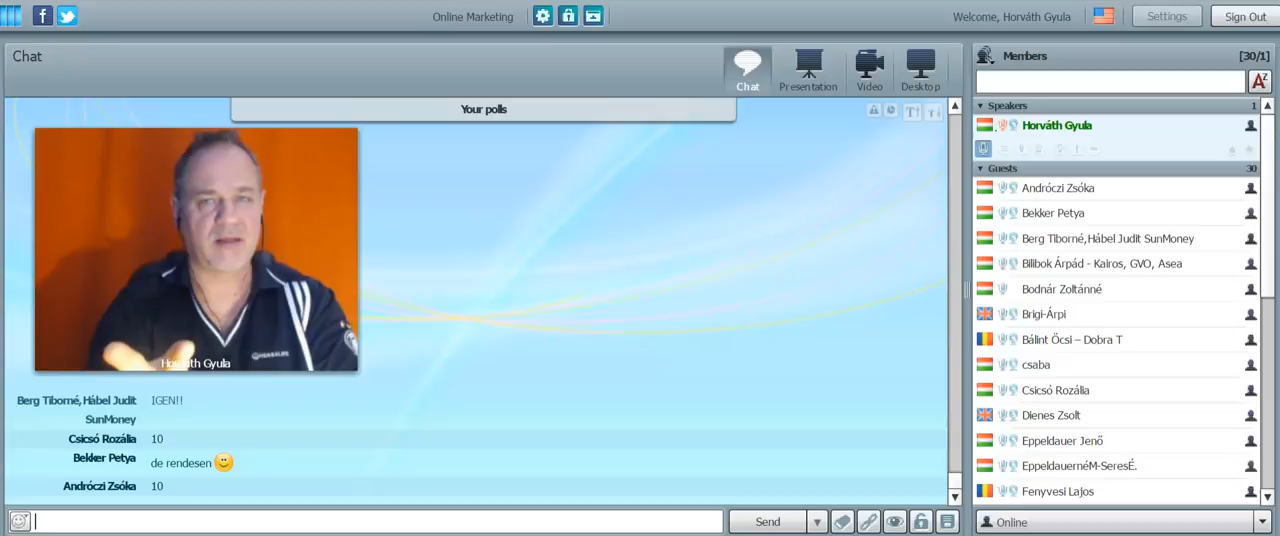 Online Marketing
Welcome, Horváth Gyula
Settings
Sign Out
Chat
Chat
Presentation
Video
Desktop
Your polls
Horváth Gyula
HERBALIFE
Berg Tiborné,Hábel Judit SunMoney
IGEN!!
Csicsó Rozália
10
Bekker Petya
de rendesen
Andróczi Zsóka
10
Send
Members
[30/1]
Speakers
1
Horváth Gyula
Guests
30
Andróczi Zsóka
Bekker Petya
Berg Tiborné,Hábel Judit SunMoney
Bilibok Árpád - Kairos, GVO, Asea
Bodnár Zoltánné
Brigi-Árpi
Bálint Öcsi – Dobra T
csaba
Csicsó Rozália
Dienes Zsolt
Eppeldauer Jenő
EppeldauernéM-SeresÉ.
Fenyvesi Lajos
Online